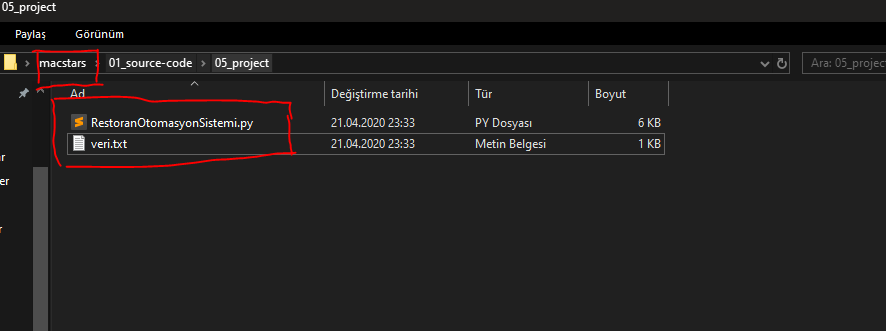 05_project
Paylaş Görünüm
macstars 01_source-code 05_project Ara: 05_project
Ad Değiştirme tarihi Tür Boyut
RestoranOtomasyonSistemi.py 21.04.2020 23:33 PY Dosyası 6 KB
veri.txt 21.04.2020 23:33 Metin Belgesi 1 KB
ar
er
r